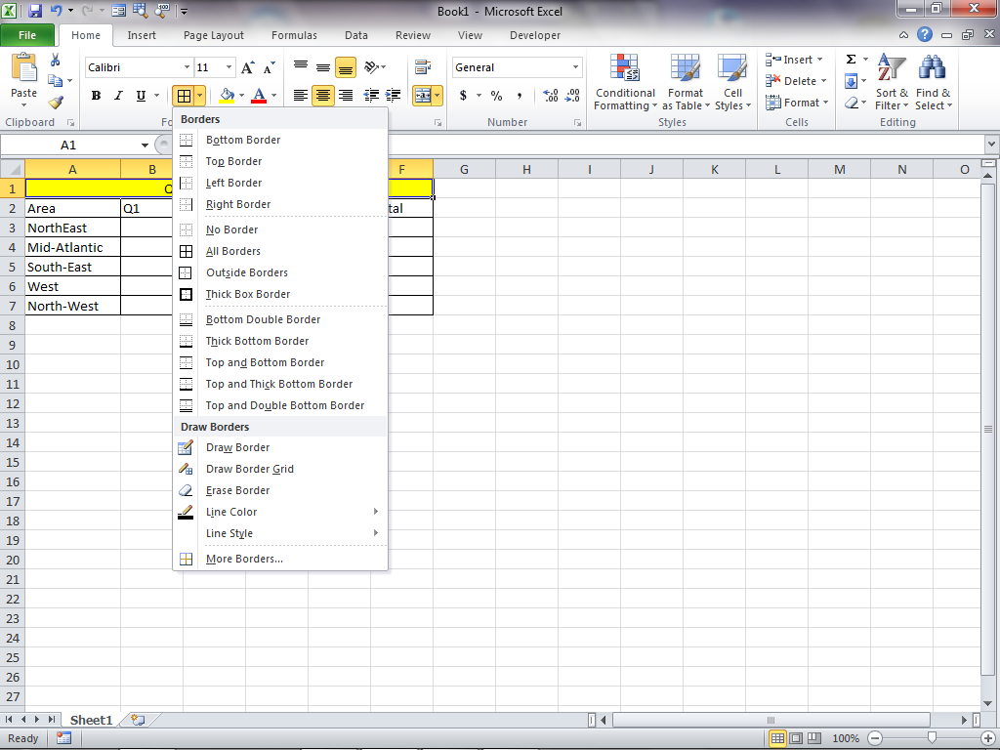 Book1 - Microsoft Excel
File Home Insert Page Layout Formulas Data Review View Developer
Paste
Calibri 11
B I U
General
$ % ,
Conditional Formatting
Format as Table
Cell Styles
Insert
Delete
Format
Σ
Sort & Filter
Find & Select
Clipboard Fo Number Styles Cells Editing
A1
A B F G H I J K L M N O
1
2 Area Q1 tal
3 NorthEast
4 Mid-Atlantic
5 South-East
6 West
7 North-West
8
9
10
11
12
13
14
15
16
17
18
19
20
21
22
23
24
25
26
27
Borders
Bottom Border
Top Border
Left Border
Right Border
No Border
All Borders
Outside Borders
Thick Box Border
Bottom Double Border
Thick Bottom Border
Top and Bottom Border
Top and Thick Bottom Border
Top and Double Bottom Border
Draw Borders
Draw Border
Draw Border Grid
Erase Border
Line Color
Line Style
More Borders...
Sheet1
Ready 100%